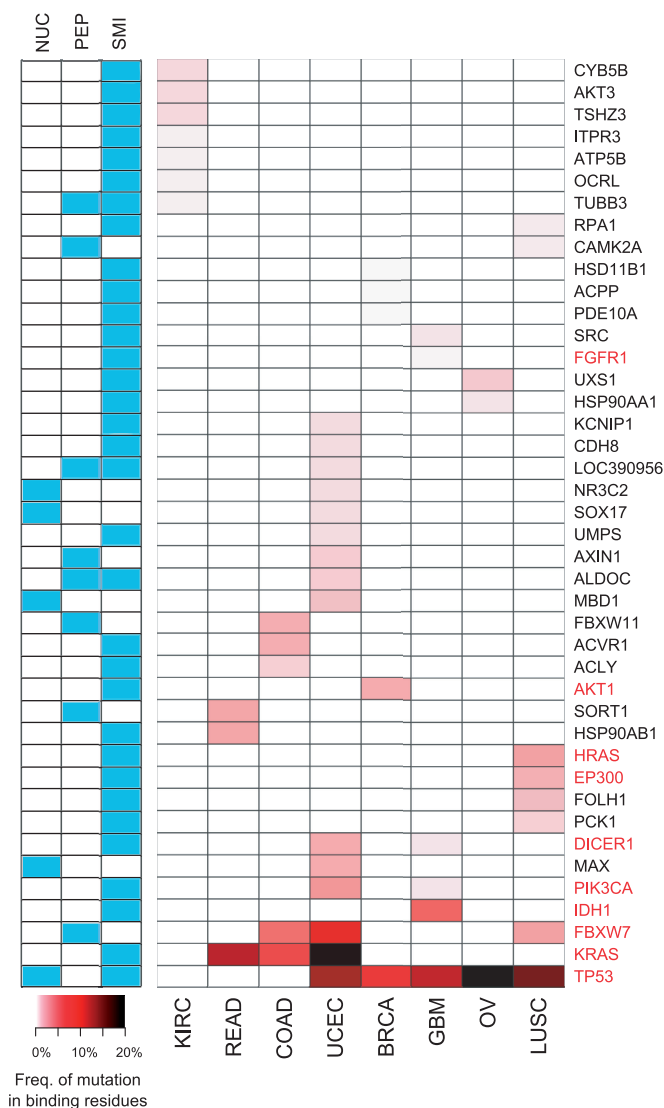 NUC PEP SMI
CYB5B
AKT3
TSHZ3
ITPR3
ATP5B
OCRL
TUBB3
RPA1
CAMK2A
HSD11B1
ACPP
PDE10A
SRC
FGFR1
UXS1
HSP90AA1
KCNIP1
CDH8
LOC390956
NR3C2
SOX17
UMPS
AXIN1
ALDOC
MBD1
FBXW11
ACVR1
ACLY
AKT1
SORT1
HSP90AB1
HRAS
EP300
FOLH1
PCK1
DICER1
MAX
PIK3CA
IDH1
FBXW7
KRAS
TP53
KIRC READ COAD UCEC BRCA GBM OV LUSC
0% 10% 20%
Freq. of mutation
in binding residues